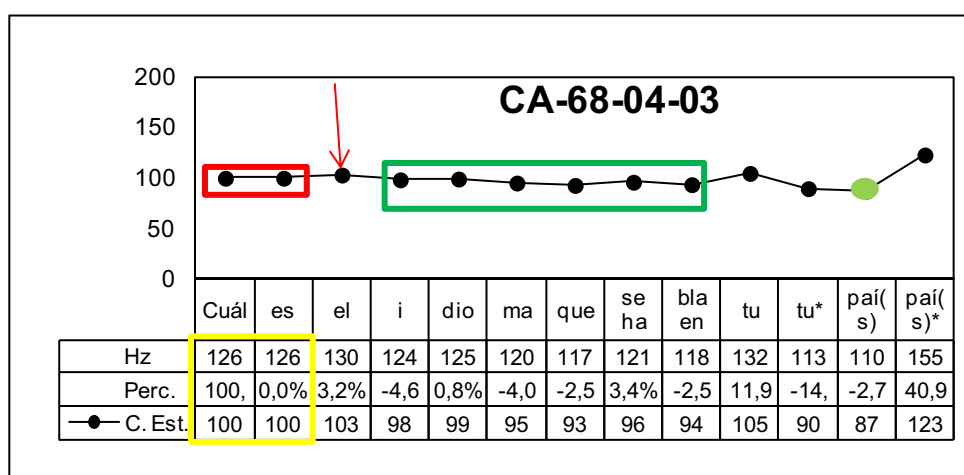 CA-68-04-03
200
150
100
50
0
Cuál es el i dio ma que se ha bla en tu tu* paí(s) paí(s)*
Hz 126 126 130 124 125 120 117 121 118 132 113 110 155
Perc. 100, 0,0% 3,2% -4,6 0,8% -4,0 -2,5 3,4% -2,5 11,9 -14, -2,7 40,9
C. Est. 100 100 103 98 99 95 93 96 94 105 90 87 123